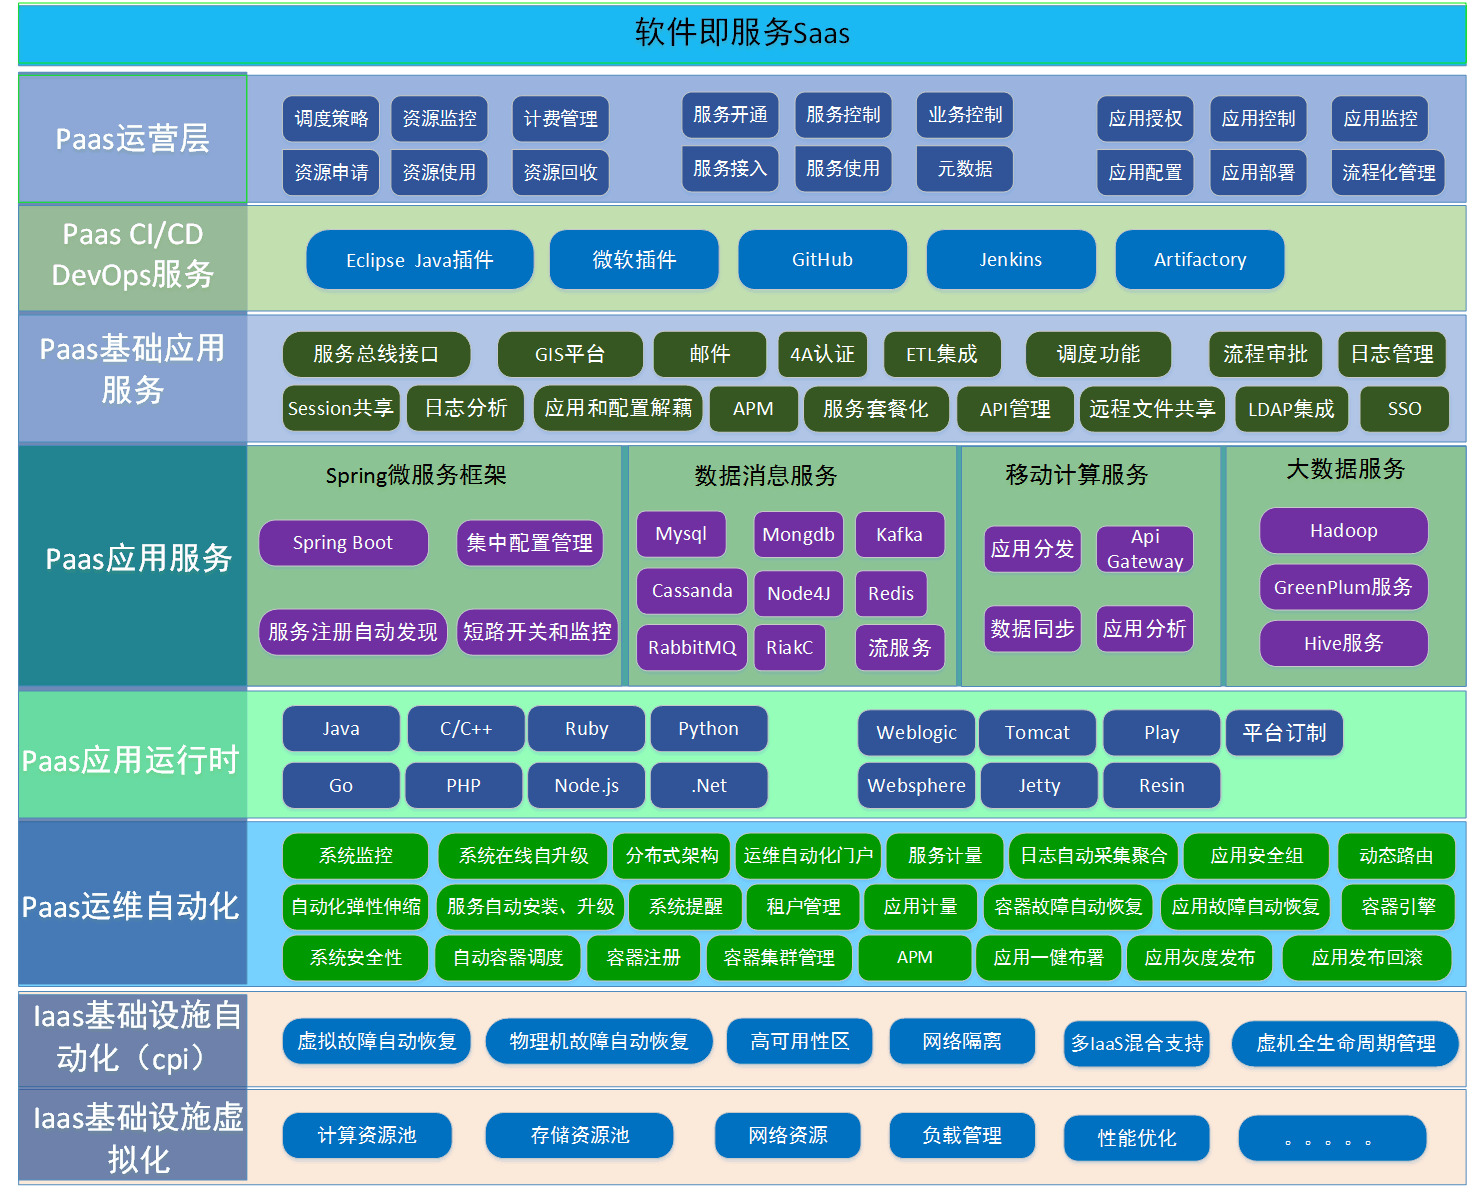 软件即服务Saas
Paas运营层
调度策略 资源监控 计费管理 服务开通 服务控制 业务控制 应用授权 应用控制 应用监控
资源申请 资源使用 资源回收 服务接入 服务使用 元数据 应用配置 应用部署 流程化管理
Paas CI/CD
DevOps服务
Eclipse Java插件 微软插件 GitHub Jenkins Artifactory
Paas基础应用
服务
服务总线接口 GIS平台 邮件 4A认证 ETL集成 调度功能 流程审批 日志管理
Session共享 日志分析 应用和配置解藕 APM 服务套餐化 API管理 远程文件共享 LDAP集成 SSO
Paas应用服务
Spring微服务框架
Spring Boot 集中配置管理
服务注册自动发现 短路开关和监控
数据消息服务
Mysql Mongdb Kafka
Cassanda Node4J Redis
RabbitMQ RiakC 流服务
移动计算服务
应用分发 Api
Gateway
数据同步 应用分析
大数据服务
Hadoop
GreenPlum服务
Hive服务
Paas应用运行时
Java C/C++ Ruby Python Weblogic Tomcat Play 平台订制
Go PHP Node.js .Net Websphere Jetty Resin
Paas运维自动化
系统监控 系统在线自升级 分布式架构 运维自动化门户 服务计量 日志自动采集聚合 应用安全组 动态路由
自动化弹性伸缩 服务自动安装、升级 系统提醒 租户管理 应用计量 容器故障自动恢复 应用故障自动恢复 容器引擎
系统安全性 自动容器调度 容器注册 容器集群管理 APM 应用一健布署 应用灰度发布 应用发布回滚
Iaas基础设施自
动化（cpi）
虚拟故障自动恢复 物理机故障自动恢复 高可用性区 网络隔离 多IaaS混合支持 虚机全生命周期管理
Iaas基础设施虚
拟化
计算资源池 存储资源池 网络资源 负载管理 性能优化 。。。。。